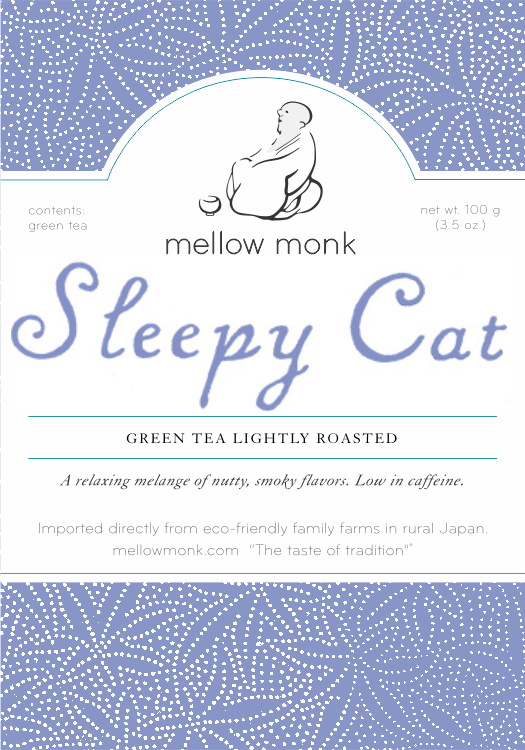 contents:
green tea
net wt. 100 g
(3.5 oz.)
mellow monk
Sleepy Cat
GREEN TEA LIGHTLY ROASTED
A relaxing melange of nutty, smoky flavors. Low in caffeine.
Imported directly from eco-friendly family farms in rural Japan.
mellowmonk.com "The taste of tradition"®